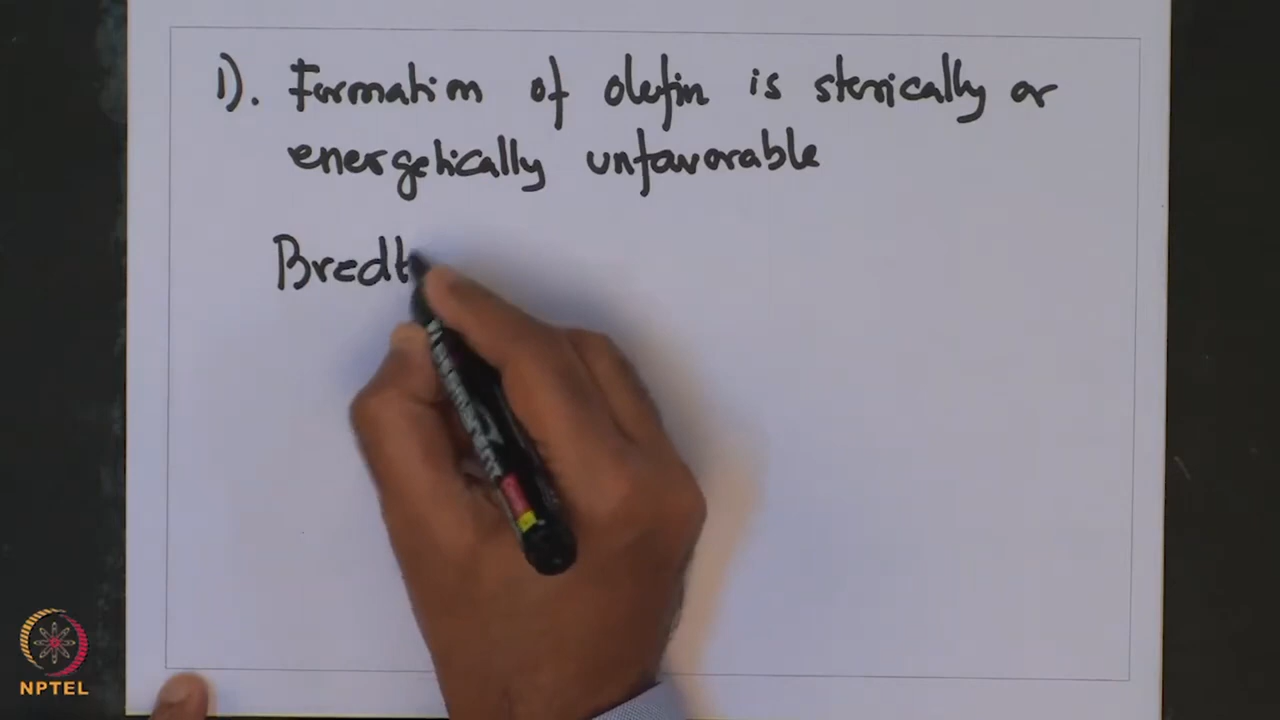 1). Formation of olefin is sterically or
energetically unfavorable
Bredt
NPTEL